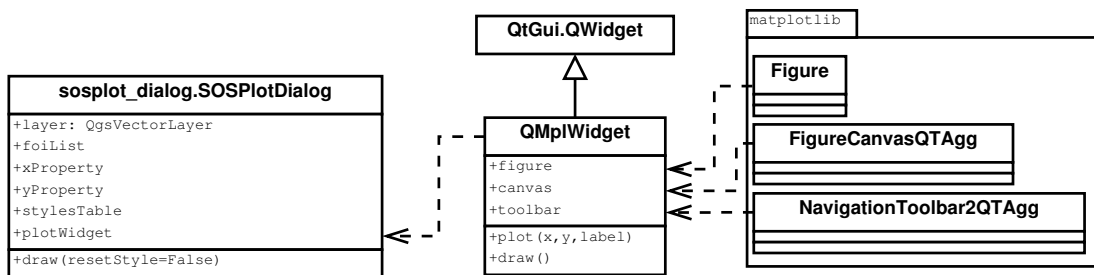 sosplot_dialog.SOSPlotDialog
+layer: QgsVectorLayer
+foiList
+xProperty
+yProperty
+stylesTable
+plotWidget
+draw(resetStyle=False)
QtGui.QWidget
QMplWidget
+figure
+canvas
+toolbar
+plot(x,y,label)
+draw()
matplotlib
Figure
FigureCanvasQTAgg
NavigationToolbar2QTAgg